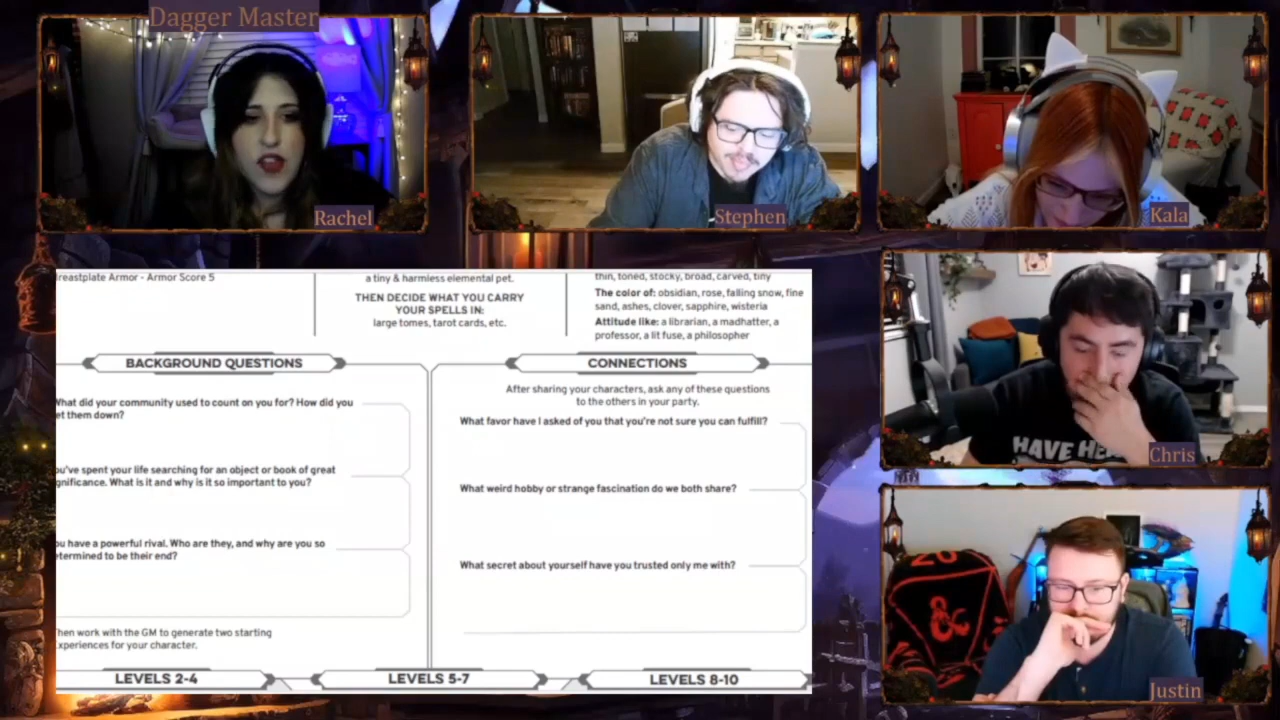 Dagger Master
Rachel
Stephen
Kala
Breastplate Armor - Armor Score 5
a tiny & harmless elemental pet.
THEN DECIDE WHAT YOU CARRY
YOUR SPELLS IN:
large tomes, tarot cards, etc.
thin, toned, stocky, broad, carved, tiny
The color of: obsidian, rose, falling snow, fine
sand, ashes, clover, sapphire, wisteria
Attitude like: a librarian, a madhatter, a
professor, a lit fuse, a philosopher
BACKGROUND QUESTIONS
What did your community used to count on you for? How did you
et them down?
ou've spent your life searching for an object or book of great
gnificance. What is it and why is it so important to you?
ou have a powerful rival. Who are they, and why are you so
etermined to be their end?
hen work with the GM to generate two starting
xperiences for your character.
CONNECTIONS
After sharing your characters, ask any of these questions
to the others in your party.
What favor have I asked of you that you're not sure you can fulfill?
What weird hobby or strange fascination do we both share?
What secret about yourself have you trusted only me with?
LEVELS 2-4
LEVELS 5-7
LEVELS 8-10
HAVE HE
Chris
20
&
Justin